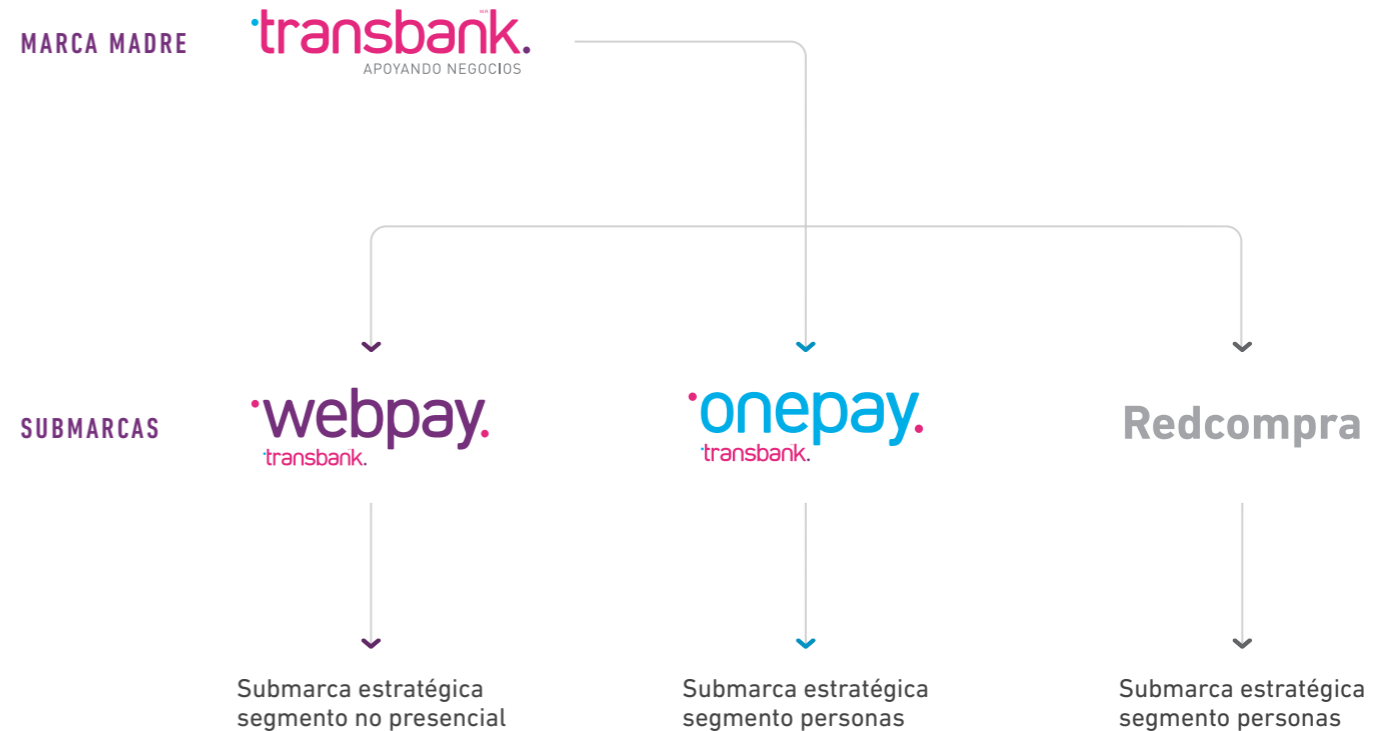 MARCA MADRE
transbank.
APOYANDO NEGOCIOS
SUBMARCAS
webpay.
transbank.
onepay.
transbank.
Redcompra
Submarca estratégica
segmento no presencial
Submarca estratégica
segmento personas
Submarca estratégica
segmento personas